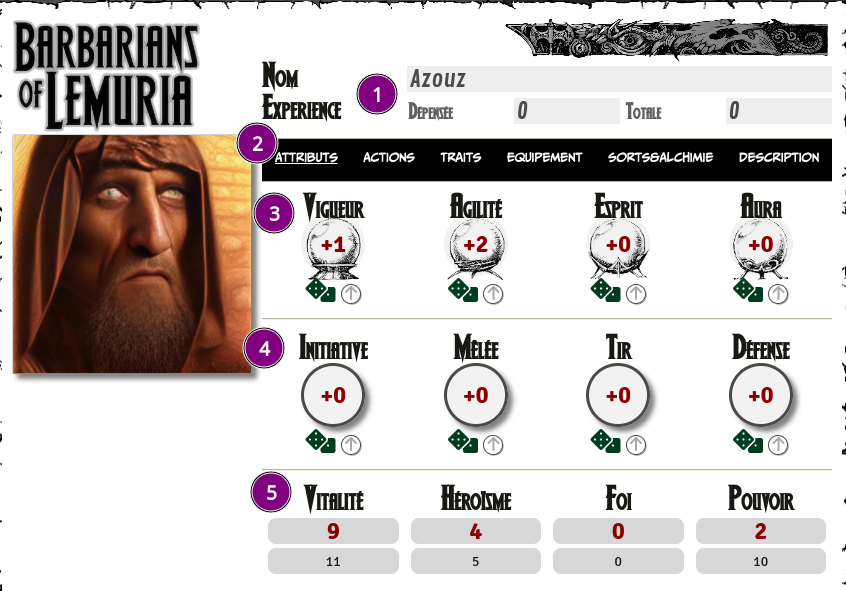 BARBARIANS
OF LEMURIA
NOM
1
Azouz
EXPERIENCE
DÉPENSÉE
0
TOTALE
0
2
ATTRIBUTS ACTIONS TRAITS EQUIPEMENT SORTS&ALCHIMIE DESCRIPTION
3
VIGUEUR AGILITÉ ESPRIT AURA
+1 +2 +0 +0
4
INITIATIVE MÊLÉE TIR DÉFENSE
+0 +0 +0 +0
5
VITALITÉ HÉROÏSME FOI POUVOIR
9 4 0 2
11 5 0 10